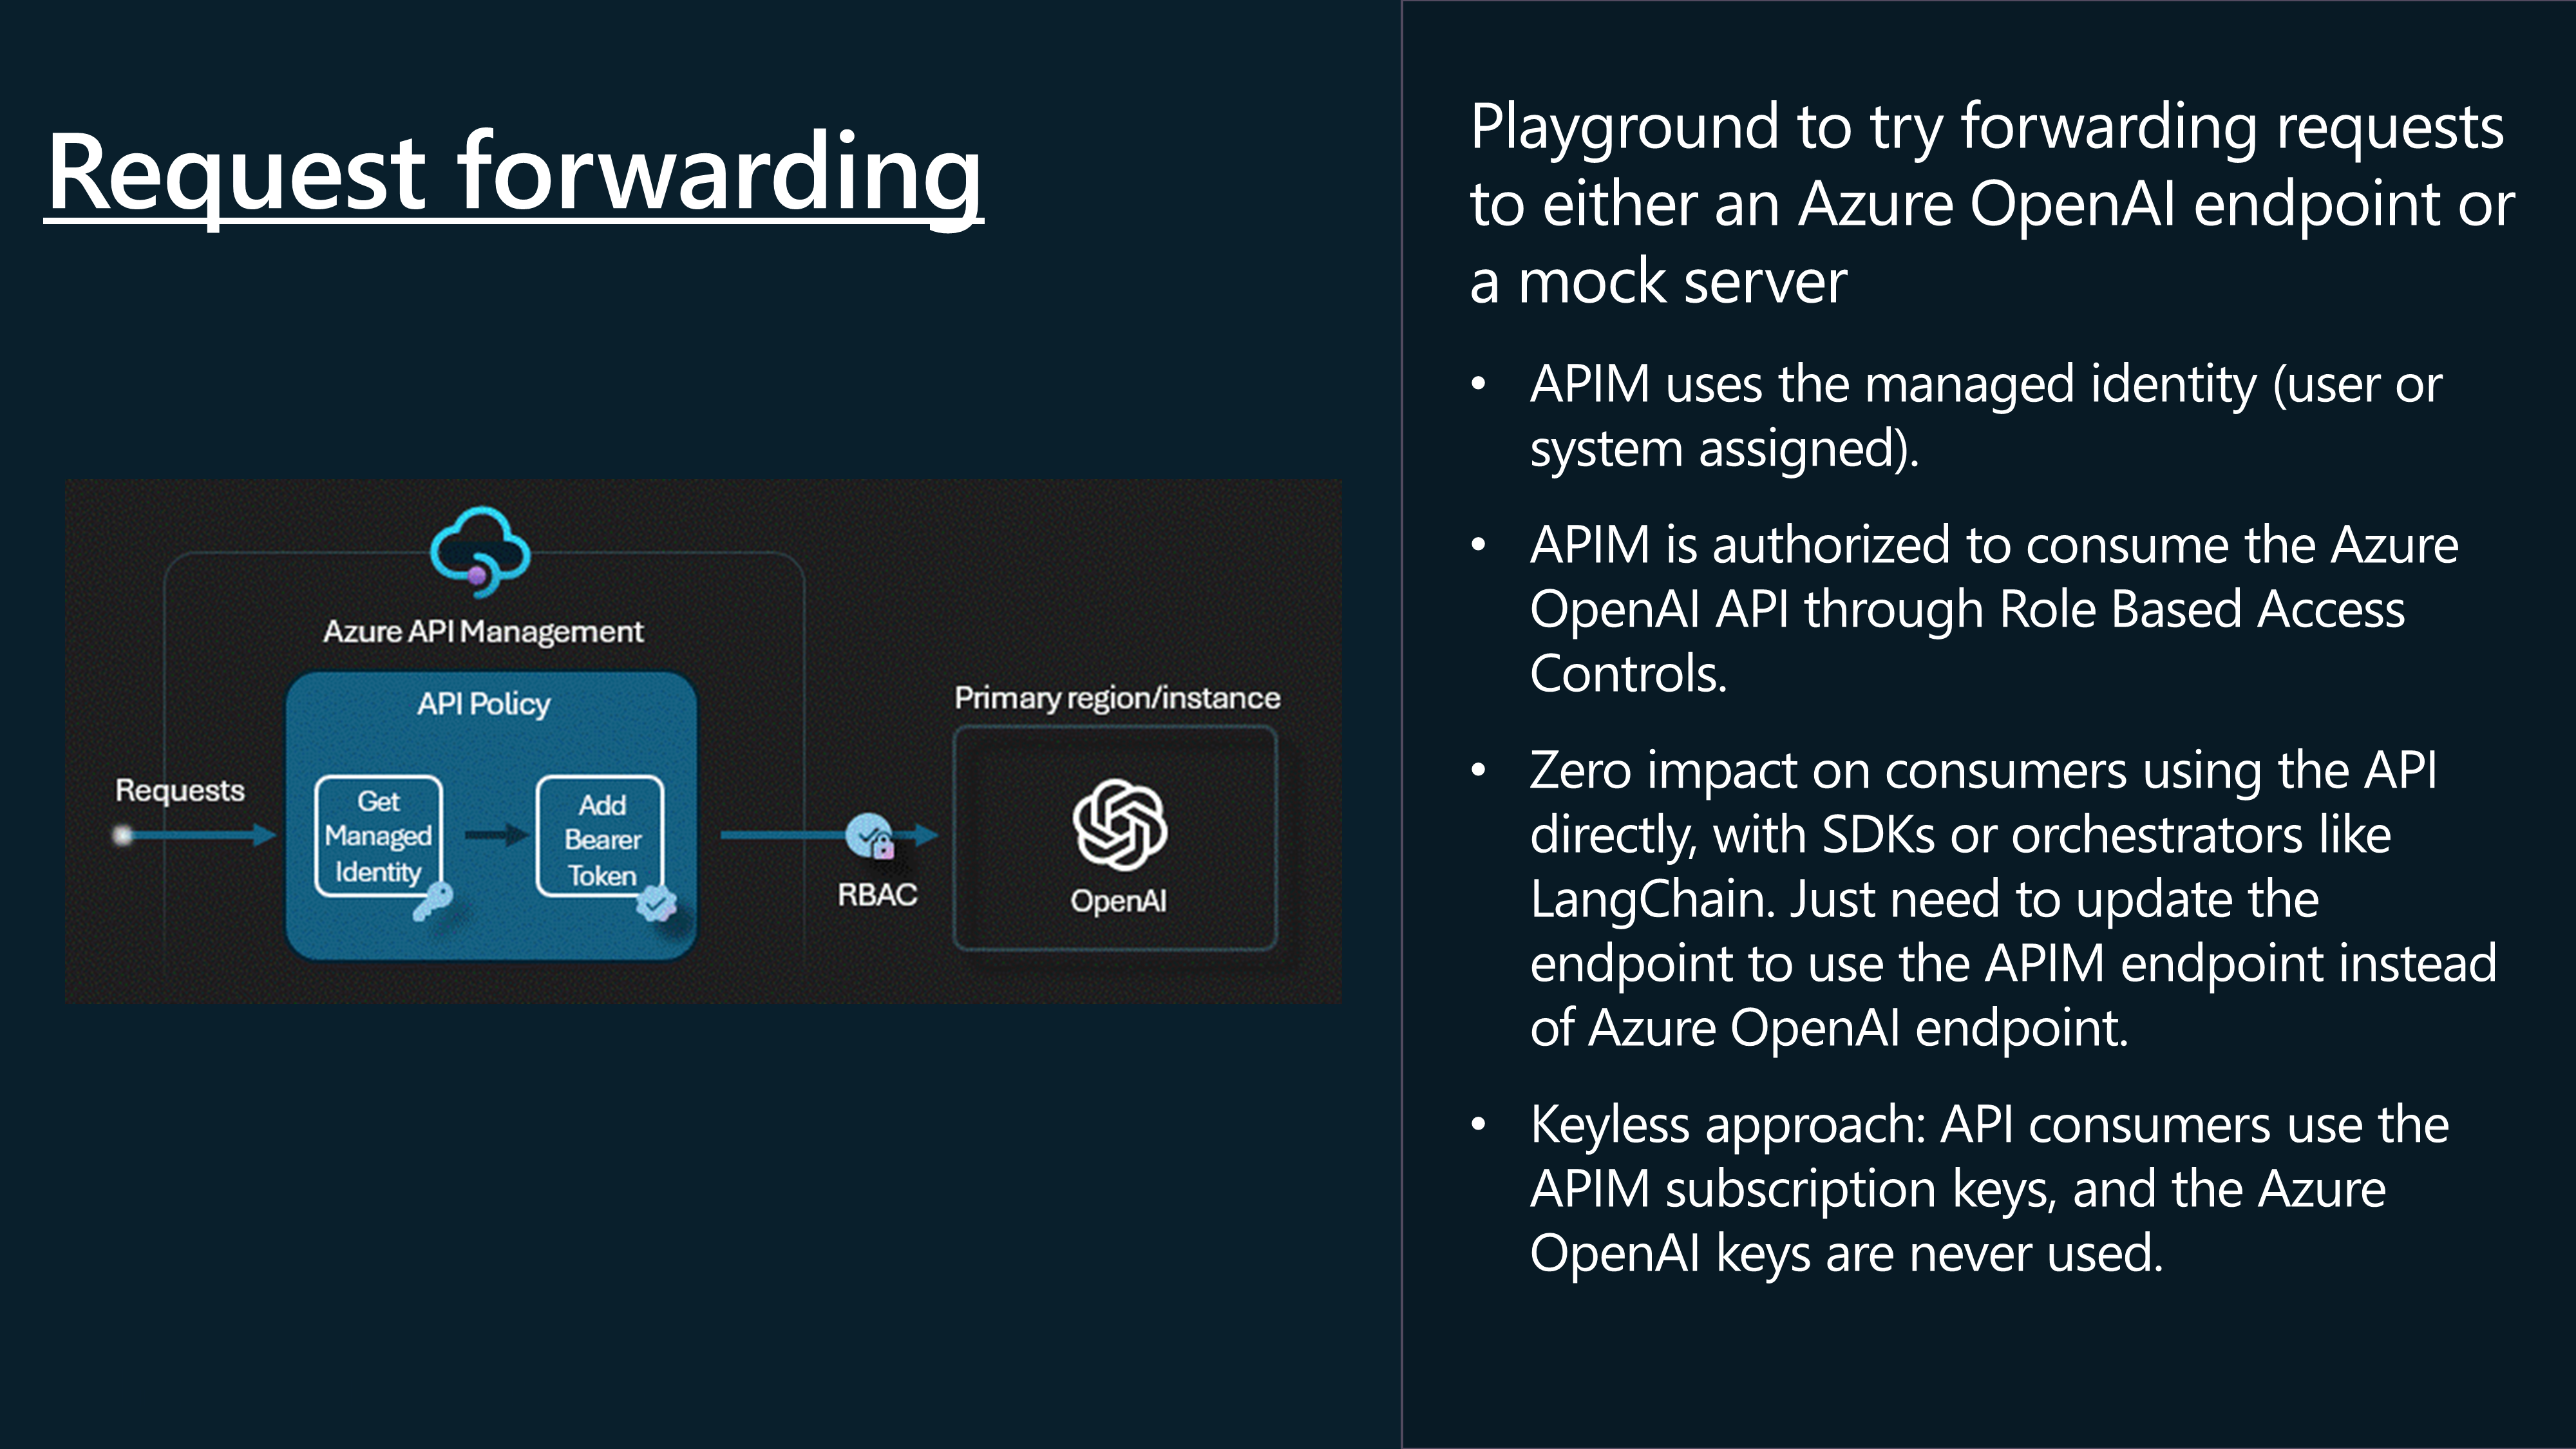 Request forwarding
Azure API Management
API Policy
Requests
Get
Managed
Identity
Add
Bearer
Token
RBAC
Primary region/instance
OpenAI
Playground to try forwarding requests
to either an Azure OpenAI endpoint or
a mock server
• APIM uses the managed identity (user or
system assigned).
• APIM is authorized to consume the Azure
OpenAI API through Role Based Access
Controls.
• Zero impact on consumers using the API
directly, with SDKs or orchestrators like
LangChain. Just need to update the
endpoint to use the APIM endpoint instead
of Azure OpenAI endpoint.
• Keyless approach: API consumers use the
APIM subscription keys, and the Azure
OpenAI keys are never used.